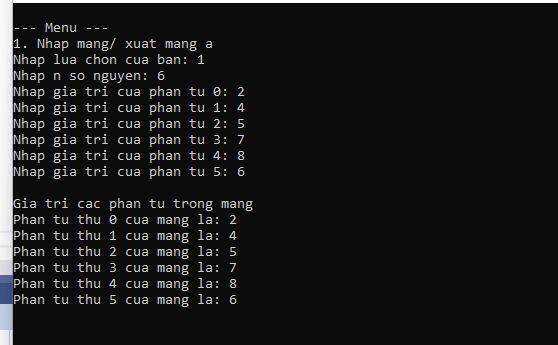 --- Menu ---
1. Nhap mang/ xuat mang a
Nhap lua chon cua ban: 1
Nhap n so nguyen: 6
Nhap gia tri cua phan tu 0: 2
Nhap gia tri cua phan tu 1: 4
Nhap gia tri cua phan tu 2: 5
Nhap gia tri cua phan tu 3: 7
Nhap gia tri cua phan tu 4: 8
Nhap gia tri cua phan tu 5: 6
Gia tri cac phan tu trong mang
Phan tu thu 0 cua mang la: 2
Phan tu thu 1 cua mang la: 4
Phan tu thu 2 cua mang la: 5
Phan tu thu 3 cua mang la: 7
Phan tu thu 4 cua mang la: 8
Phan tu thu 5 cua mang la: 6